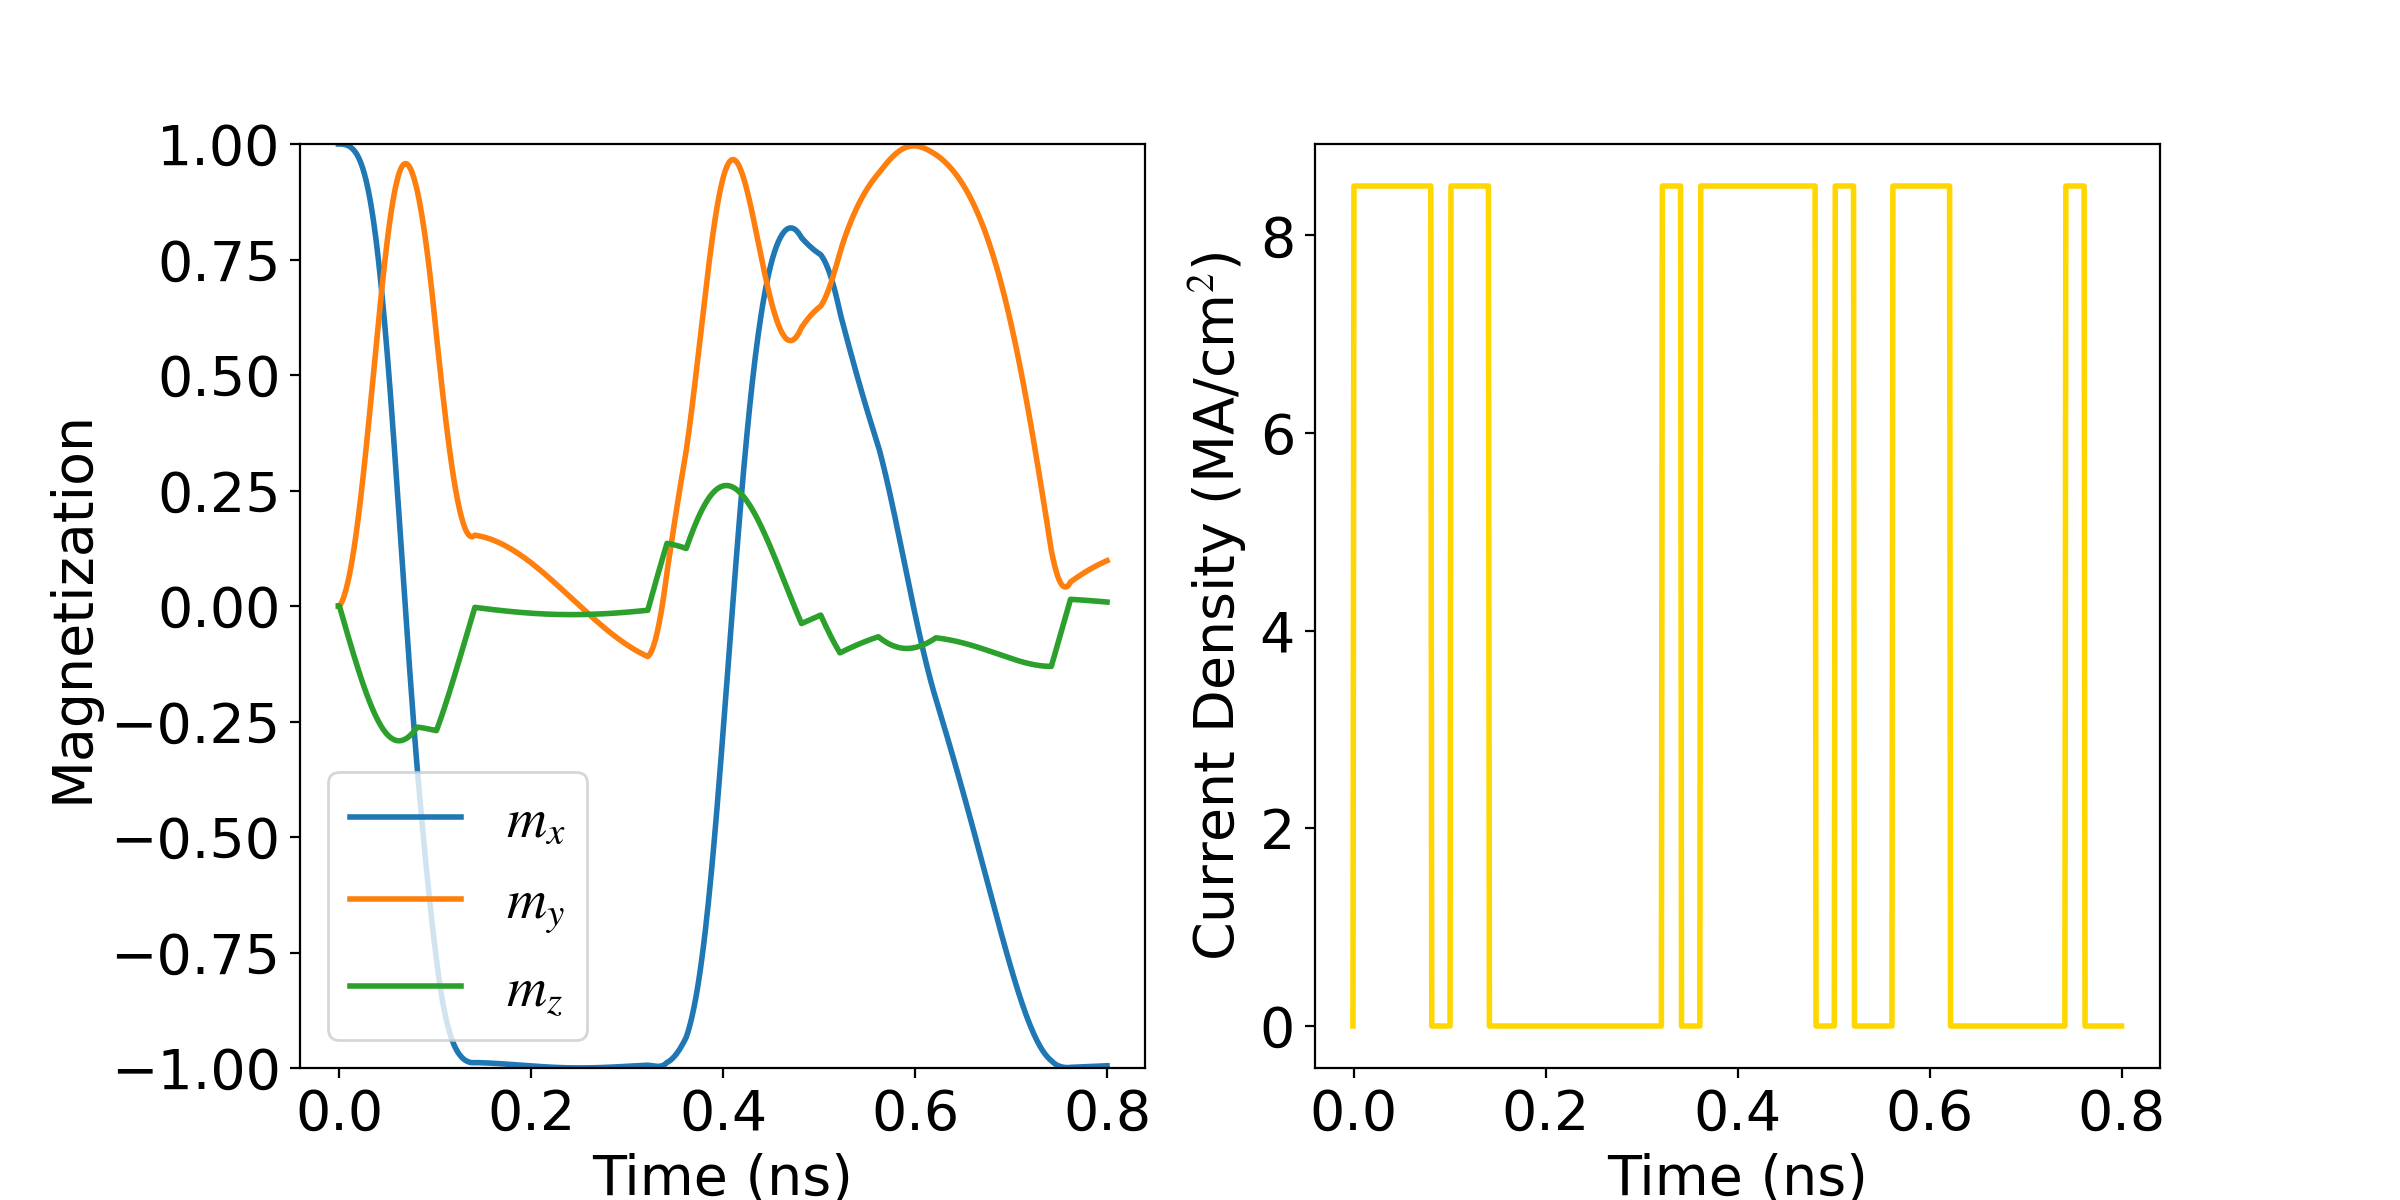 1.00
0.75
0.50
0.25
0.00
−0.25
−0.50
−0.75
−1.00
Magnetization
m_x
m_y
m_z
0.0 0.2 0.4 0.6 0.8
Time (ns)
8
6
4
2
0
Current Density (MA/cm²)
0.0 0.2 0.4 0.6 0.8
Time (ns)